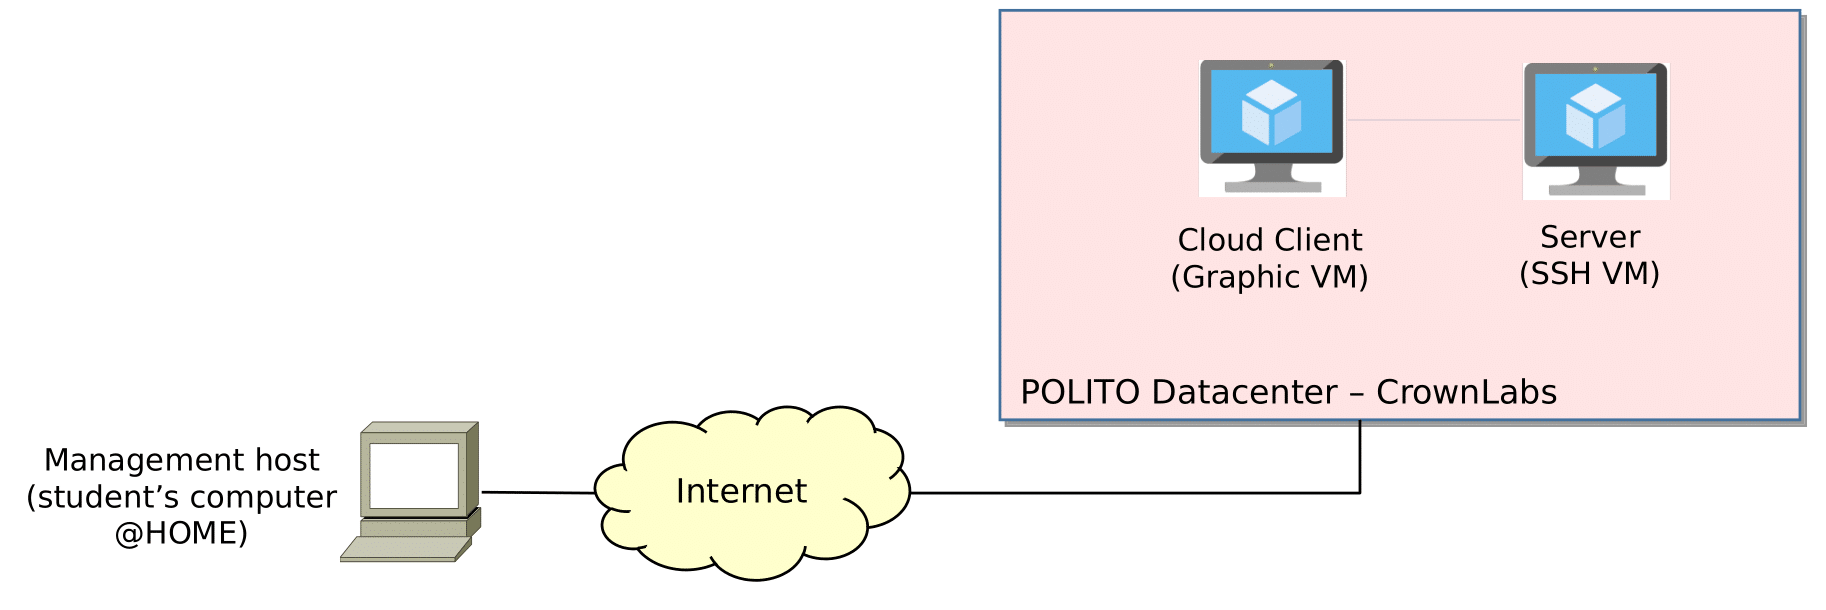 Cloud Client
(Graphic VM)
Server
(SSH VM)
POLITO Datacenter – CrownLabs
Management host
(student’s computer
@HOME)
Internet